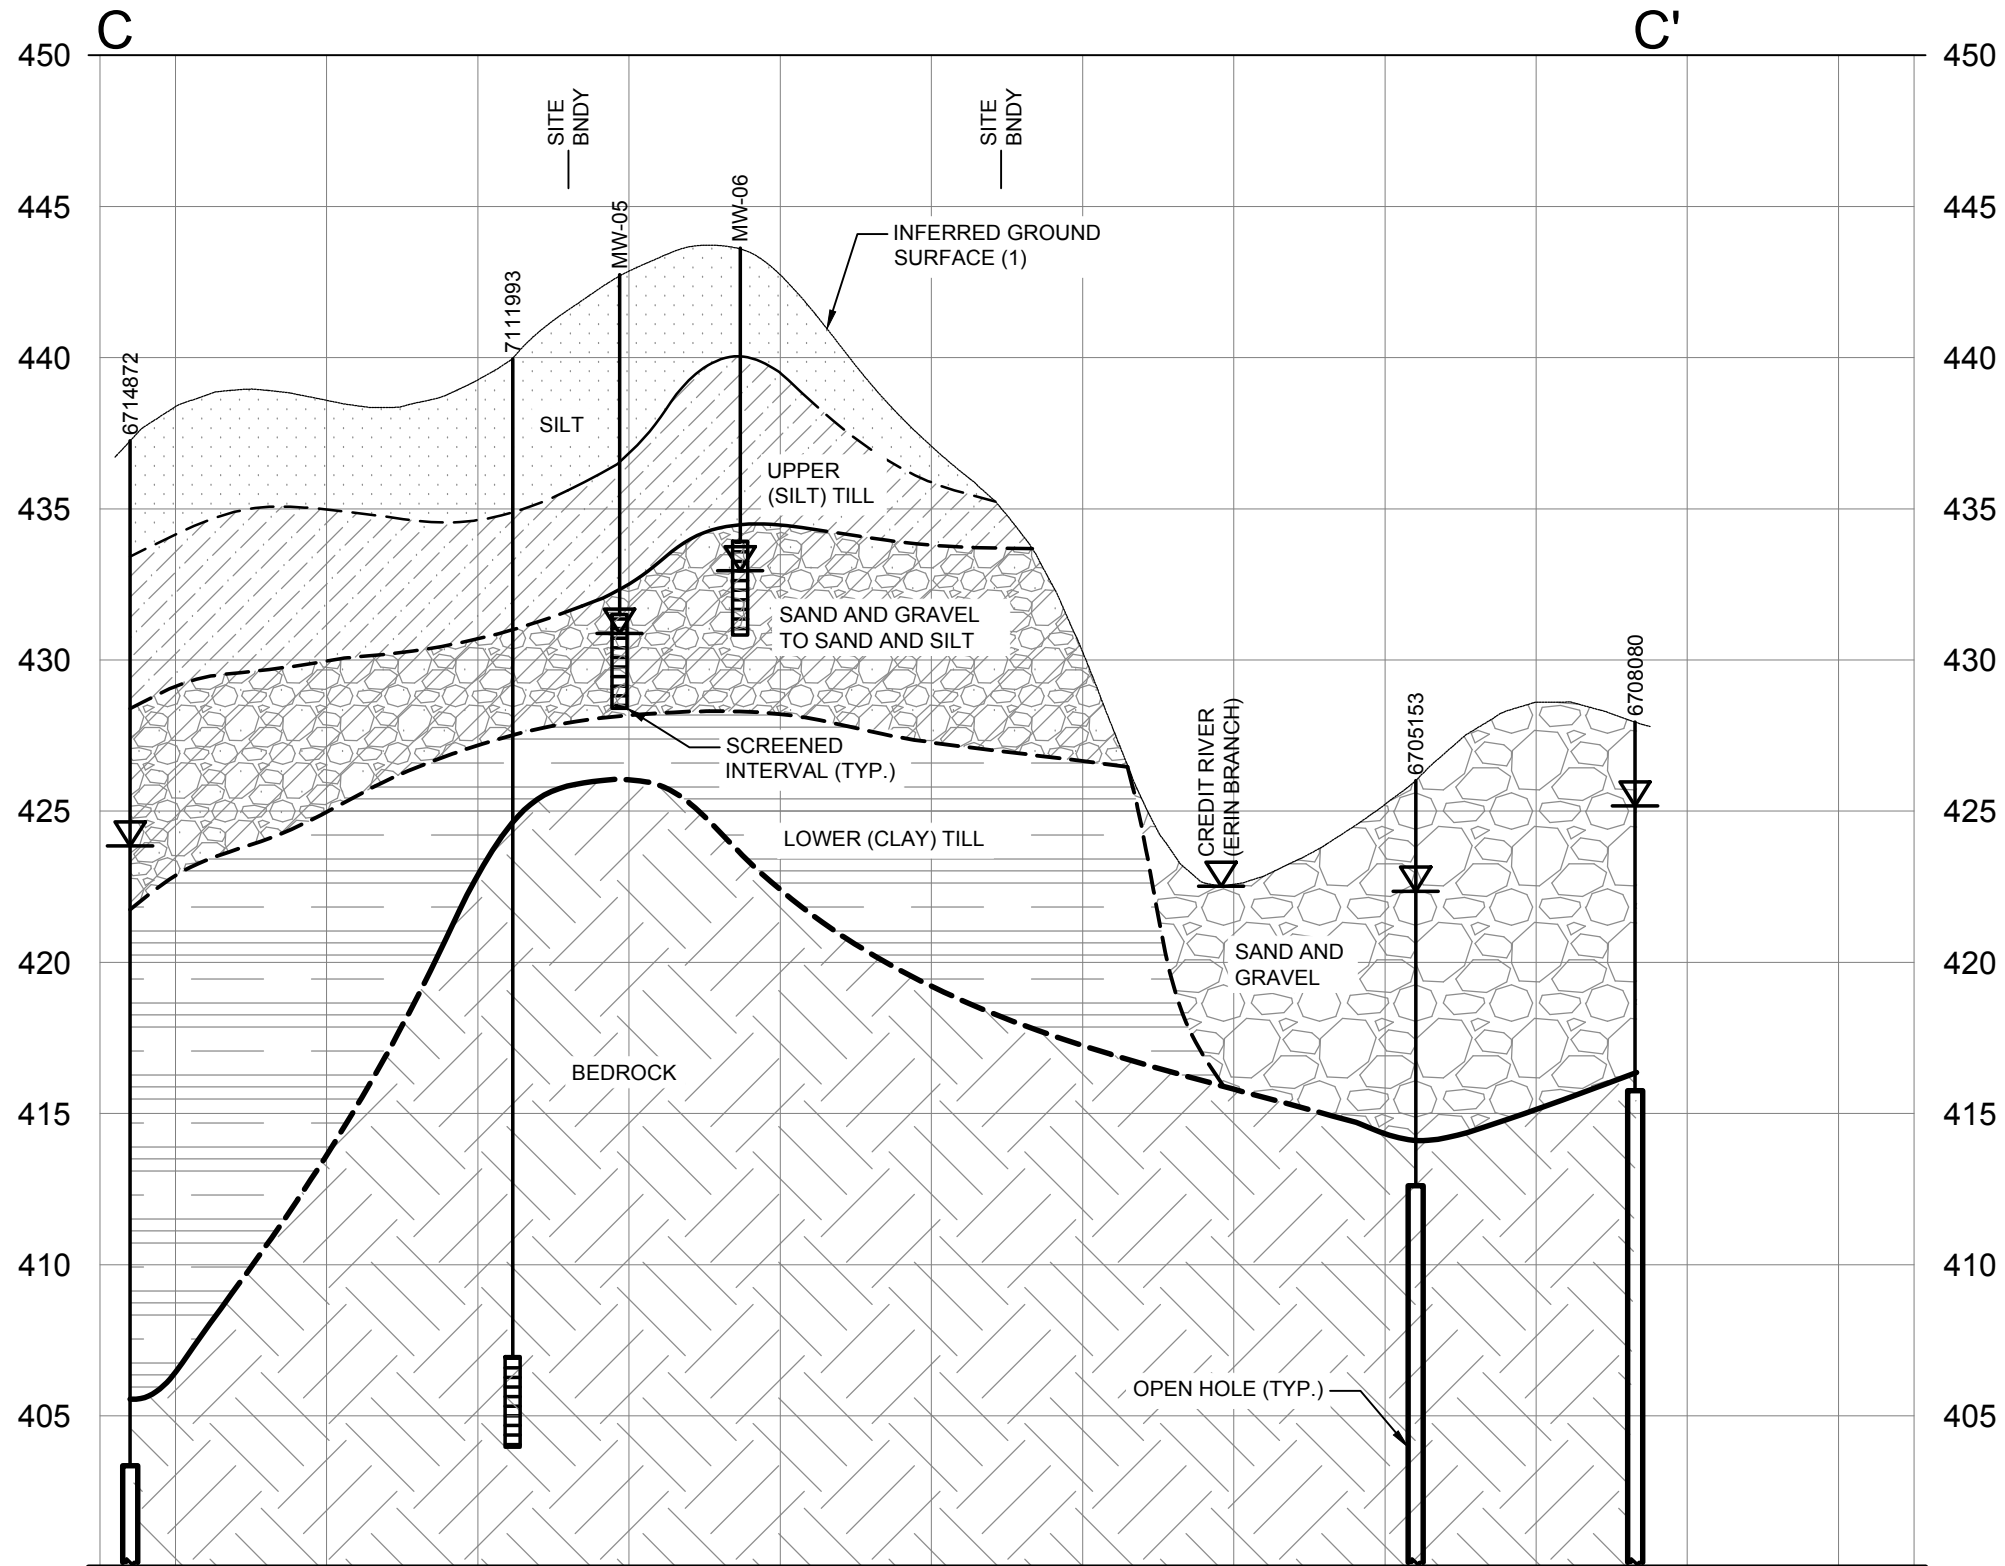 C
C'
450
450
SITE
BNDY
SITE
BNDY
445
445
MW-05
MW-06
INFERRED GROUND
SURFACE (1)
7111993
440
440
6714872
SILT
UPPER
(SILT) TILL
435
435
SAND AND GRAVEL
TO SAND AND SILT
430
430
CREDIT RIVER
(ERIN BRANCH)
6705153
6708080
SCREENED
INTERVAL (TYP.)
425
425
LOWER (CLAY) TILL
420
420
SAND AND
GRAVEL
BEDROCK
415
415
410
410
OPEN HOLE (TYP.)
405
405